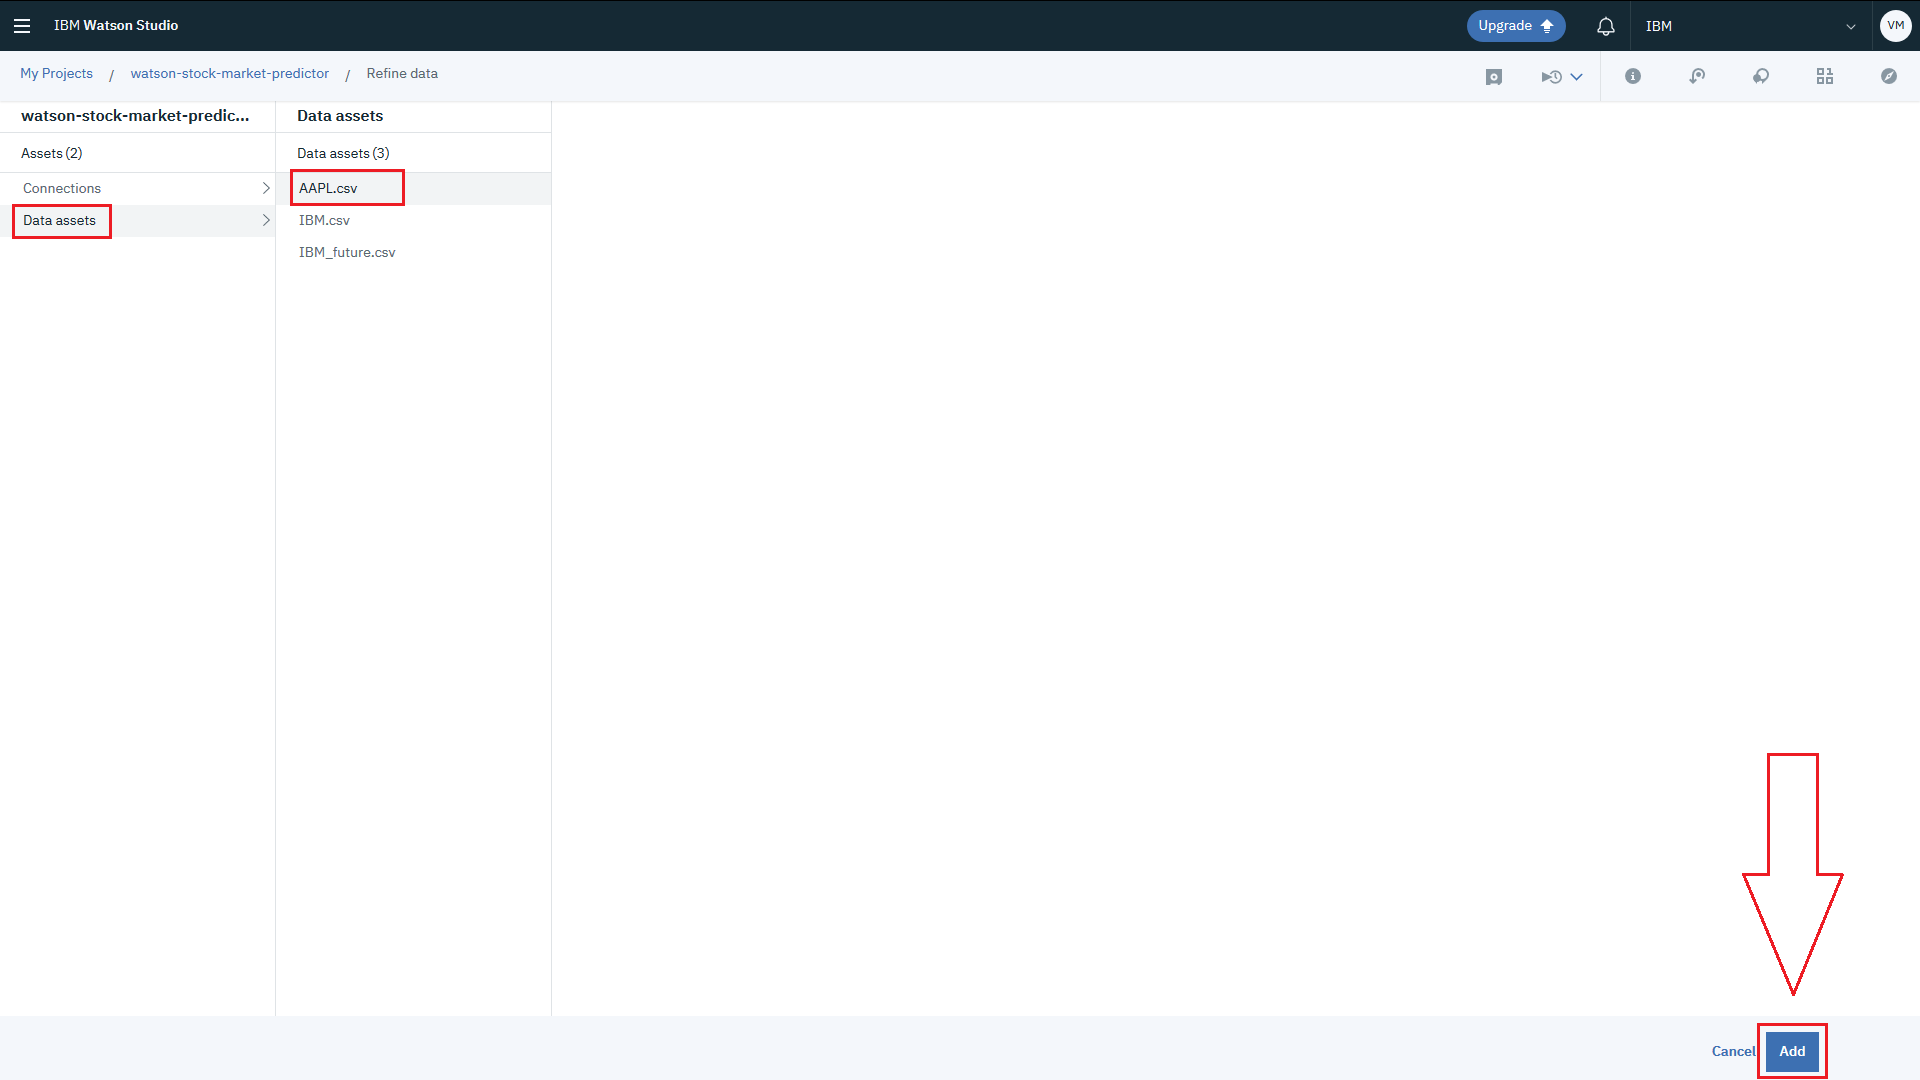 IBM Watson Studio
Upgrade
IBM
VM
My Projects / watson-stock-market-predictor / Refine data
watson-stock-market-predic...
Data assets
Assets (2)
Data assets (3)
Connections
AAPL.csv
Data assets
IBM.csv
IBM_future.csv
Cancel
Add